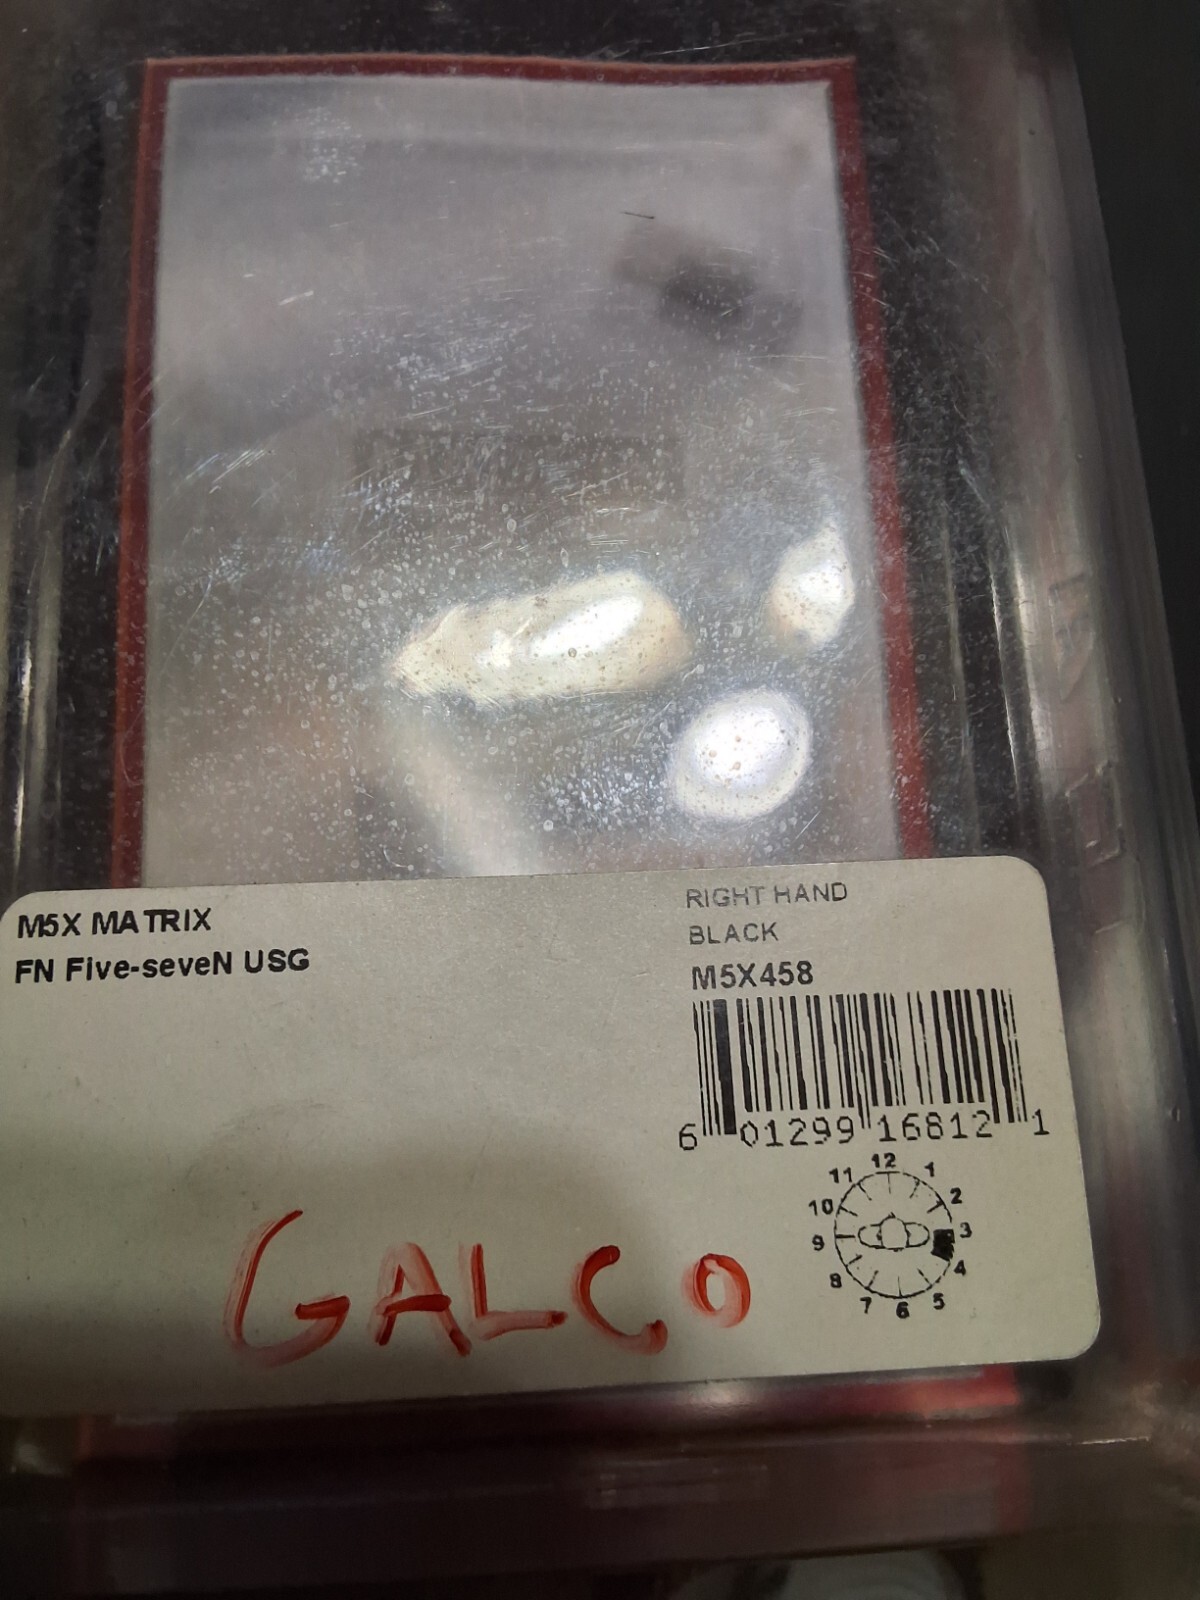 M5X MATRIX
FN Five-seveN USG
RIGHT HAND
BLACK
M5X458
6 01299 16812 1
12
11 1
10 2
9 3
8 4
7 6 5
GALCO